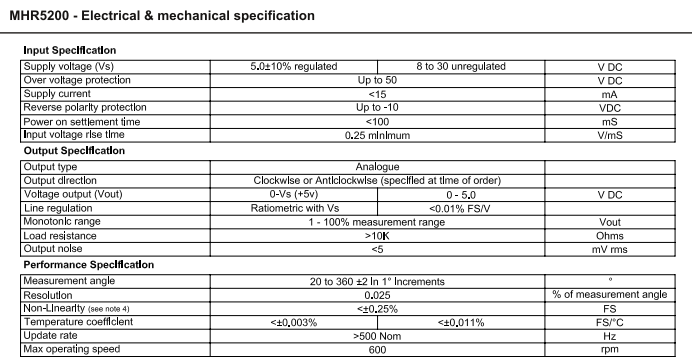 MHR5200 - Electrical & mechanical specification
Input Specification
Supply voltage (Vs) 5.0±10% regulated 8 to 30 unregulated V DC
Over voltage protection Up to 50 V DC
Supply current <15 mA
Reverse polarity protection Up to -10 VDC
Power on settlement time <100 mS
Input voltage rise time 0.25 minimum V/mS
Output Specification
Output type Analogue
Output direction Clockwise or Anticlockwise (specified at time of order)
Voltage output (Vout) 0-Vs (+5v) 0 - 5.0 V DC
Line regulation Ratiometric with Vs <0.01% FS/V
Monotonic range 1 - 100% measurement range Vout
Load resistance >10K Ohms
Output noise <5 mV rms
Performance Specification
Measurement angle 20 to 360 ±2 in 1° increments °
Resolution 0.025 % of measurement angle
Non-Linearity (see note 4) <±0.25% FS
Temperature coefficient <±0.003% <±0.011% FS/°C
Update rate >500 Nom Hz
Max operating speed 600 rpm